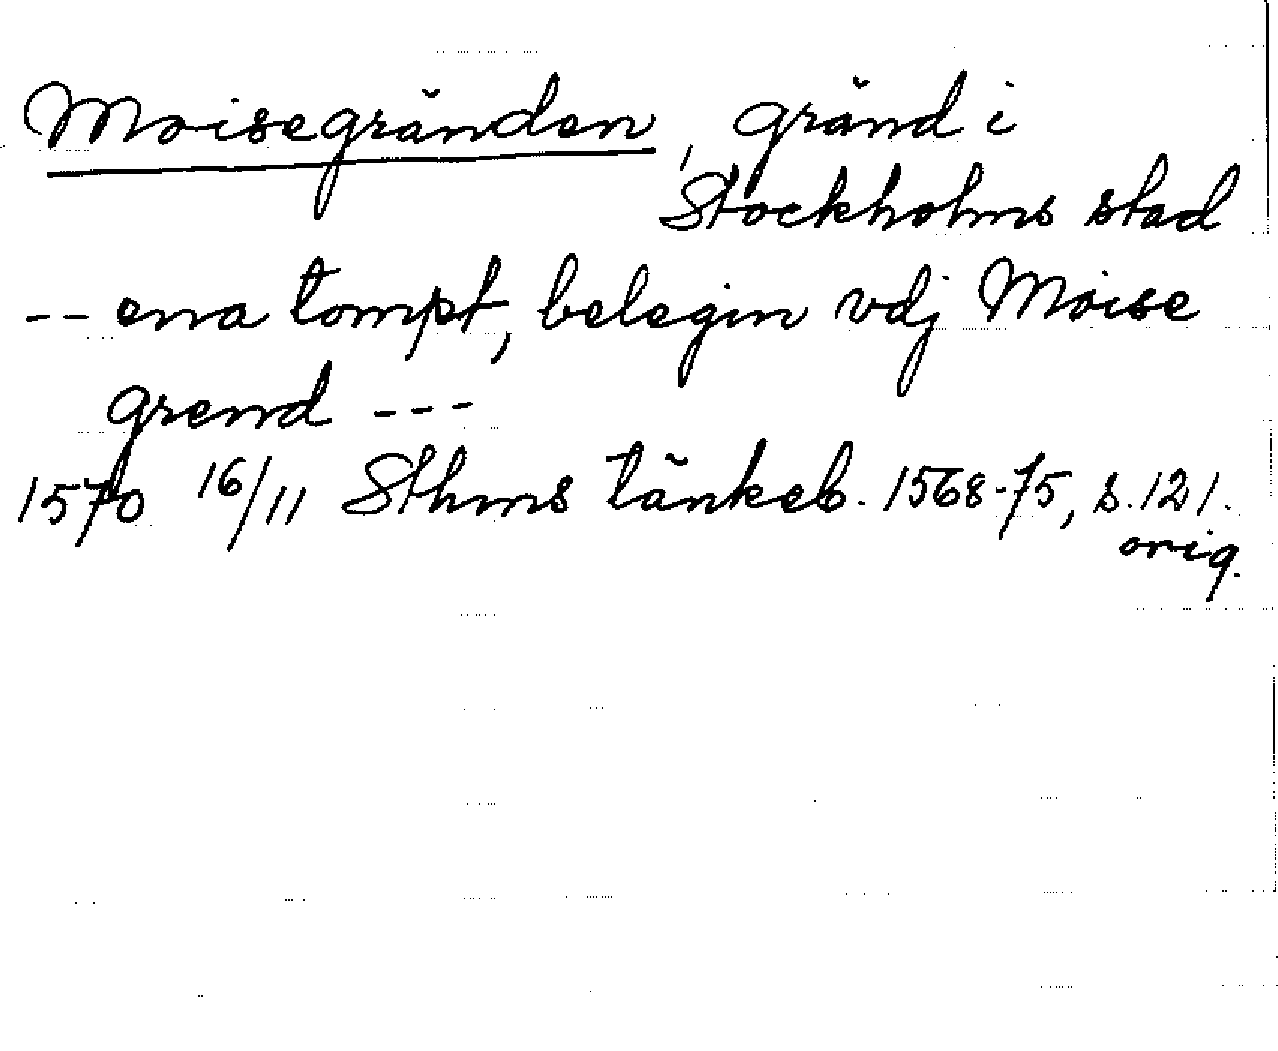 Moisegränden, gränd i
Stockholms stad
-- ena tompt, belegin vdj Moise
grend ---
1570 16/11 Sthms tänkeb. 1568-75, s. 121.
orig.